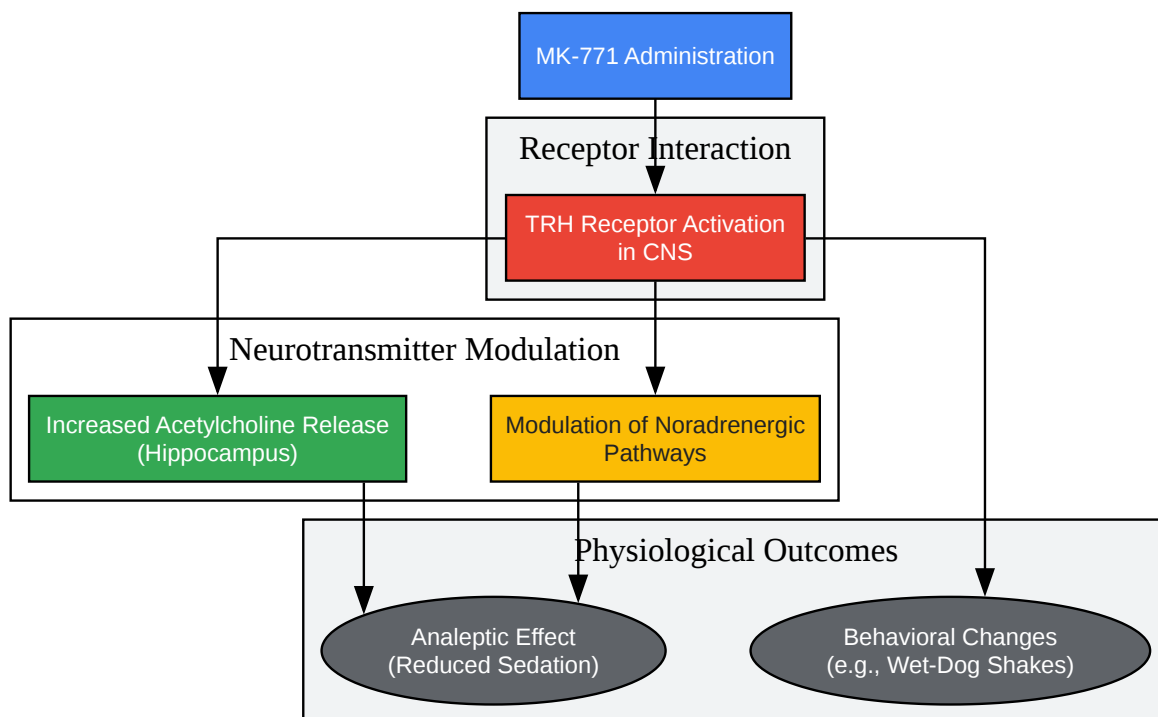 MK-771 Administration
Receptor Interaction
TRH Receptor Activation
in CNS
Neurotransmitter Modulation
Increased Acetylcholine Release
(Hippocampus)
Modulation of Noradrenergic
Pathways
Physiological Outcomes
Analeptic Effect
(Reduced Sedation)
Behavioral Changes
(e.g., Wet-Dog Shakes)